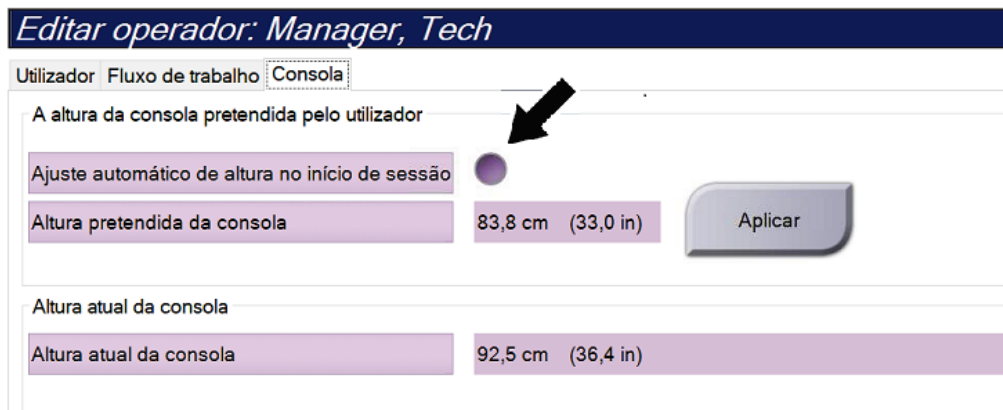 Editar operador: Manager, Tech
Utilizador Fluxo de trabalho Consola
A altura da consola pretendida pelo utilizador
Ajuste automático de altura no início de sessão
Altura pretendida da consola 83,8 cm (33,0 in) Aplicar
Altura atual da consola
Altura atual da consola 92,5 cm (36,4 in)